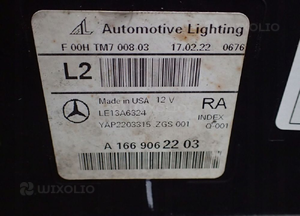 Automotive Lighting
F 00H TM7 008 03 17.02.22 0676
L2
Made in USA 12 V RA
LE13A6324 INDEX
YAP2203315 ZGS 001 Q-001
A 166 906 22 03
WIXOLIO
WIXOLIO